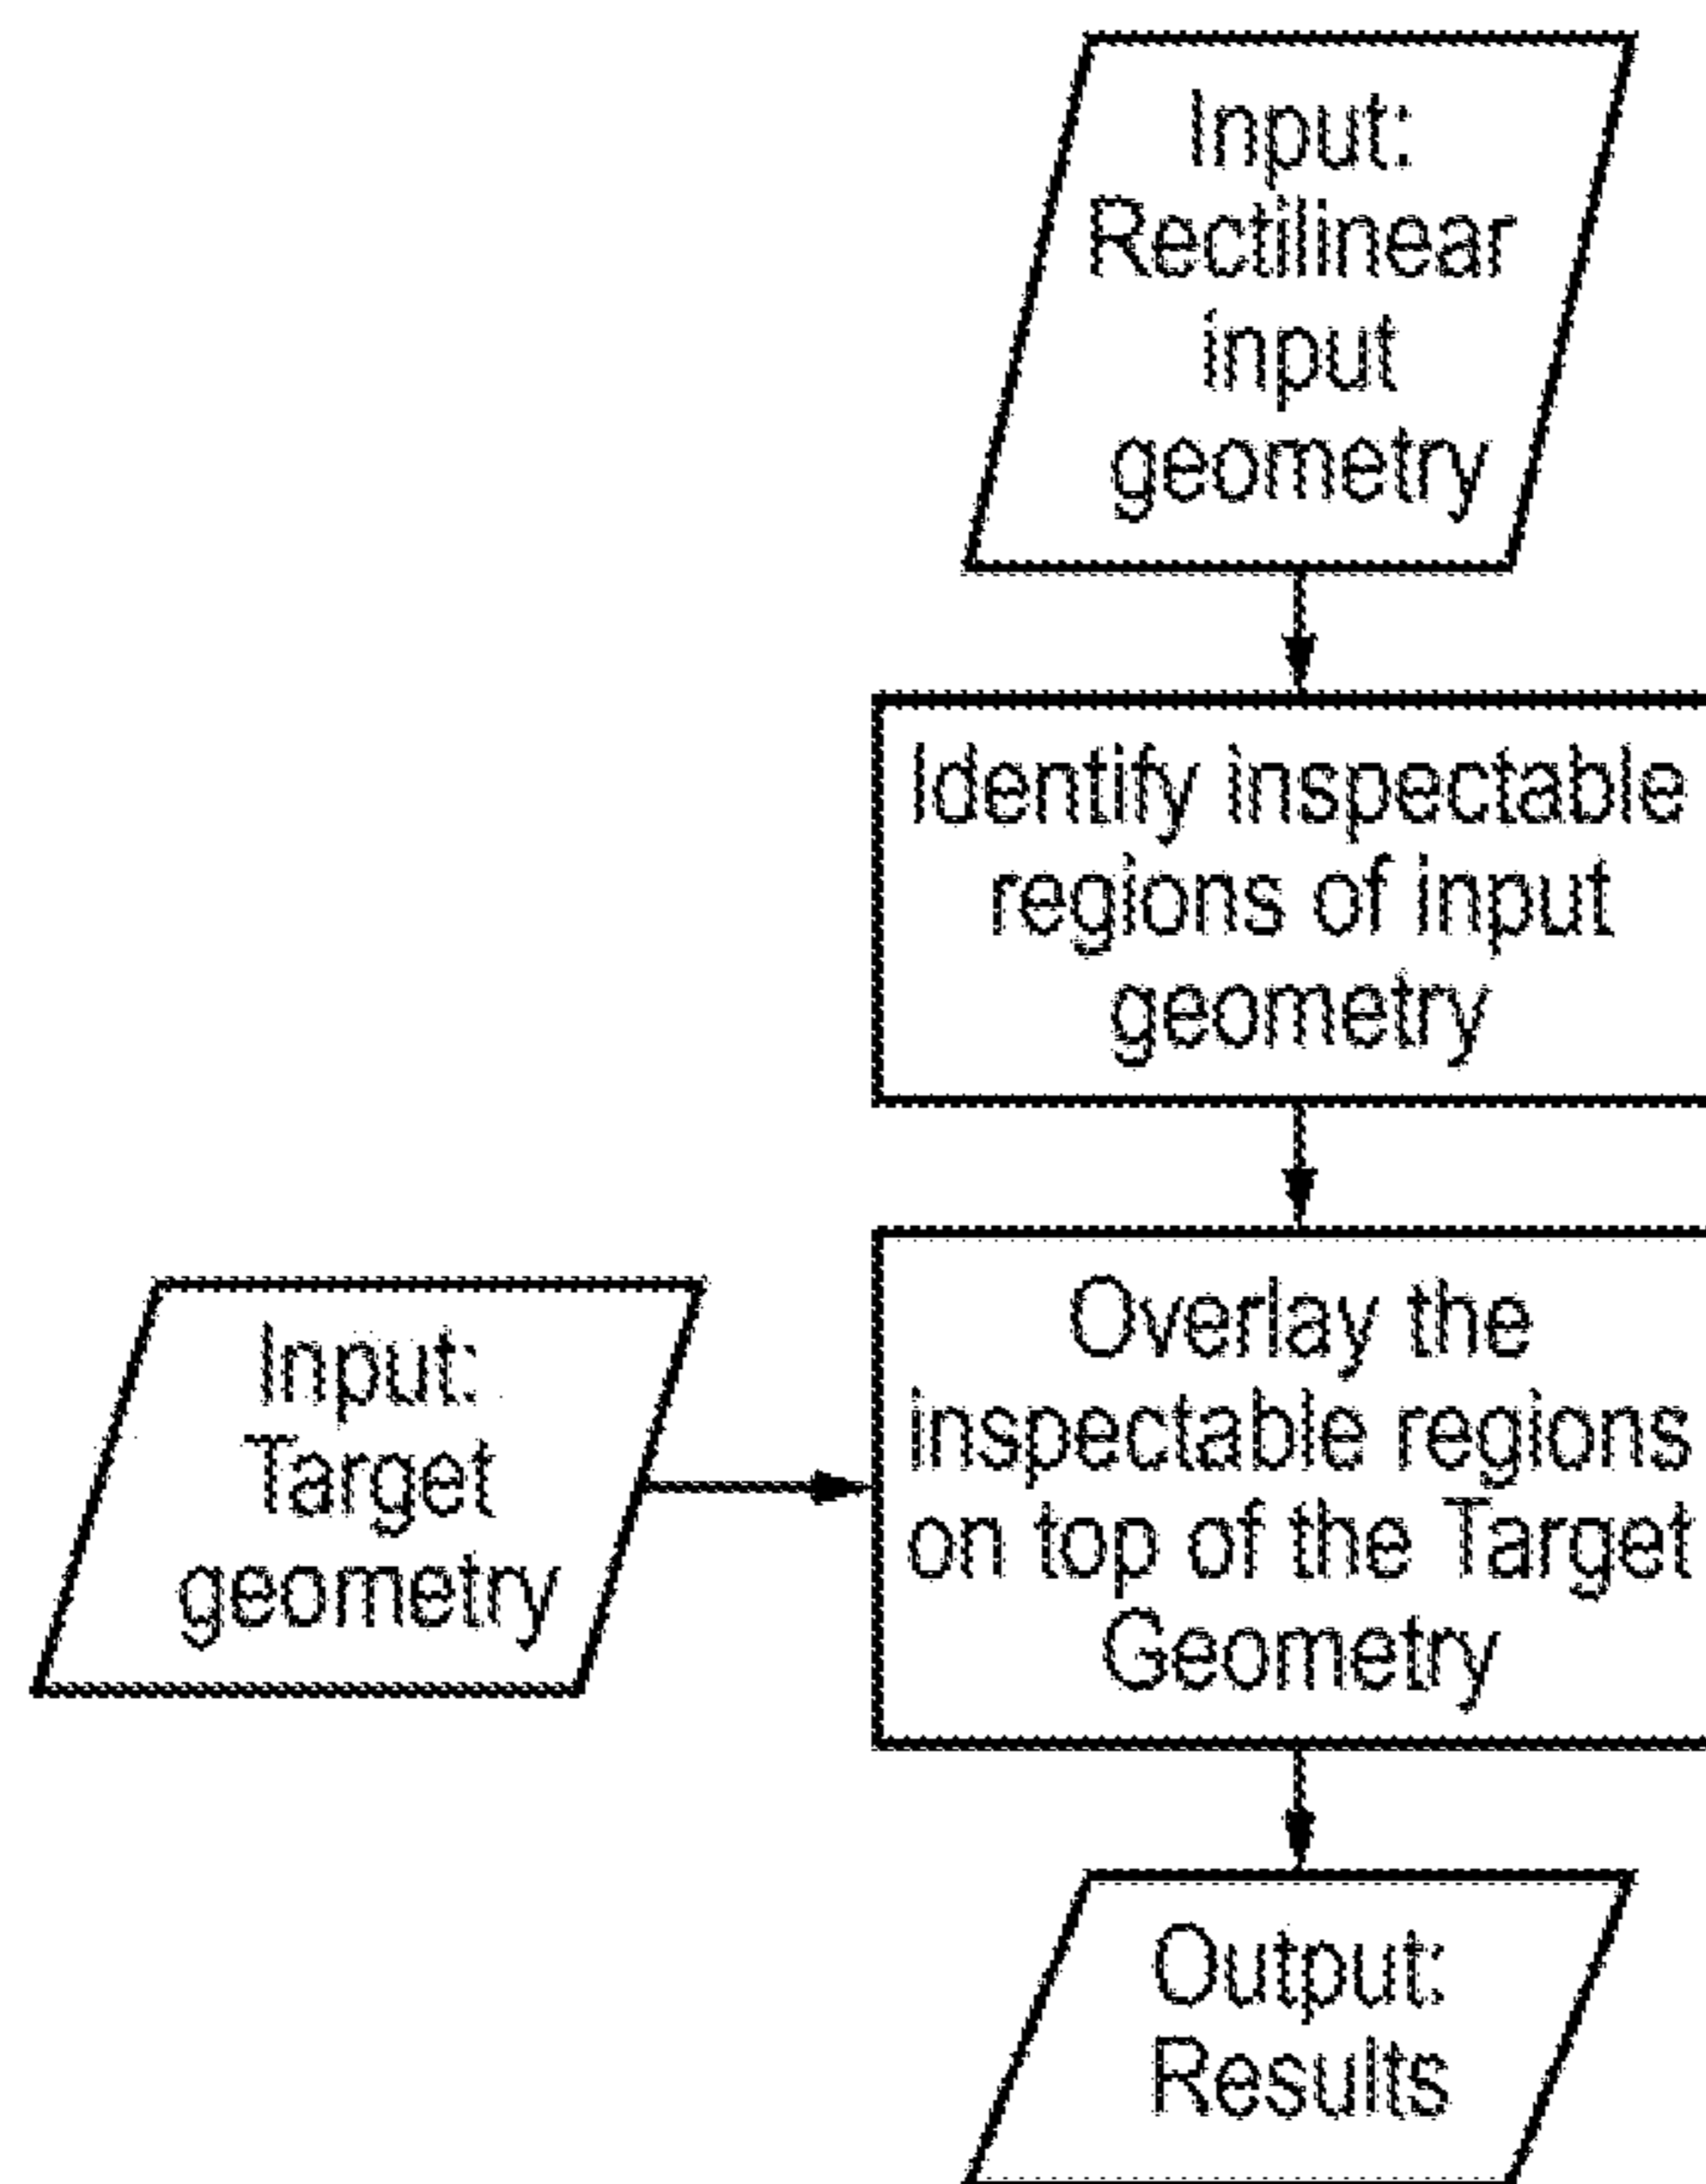 Input:
Rectilinear
input
geometry
Identify inspectable
regions of input
geometry
Input:
Target
geometry
Overlay the
inspectable regions
on top of the Target
Geometry
Output:
Results